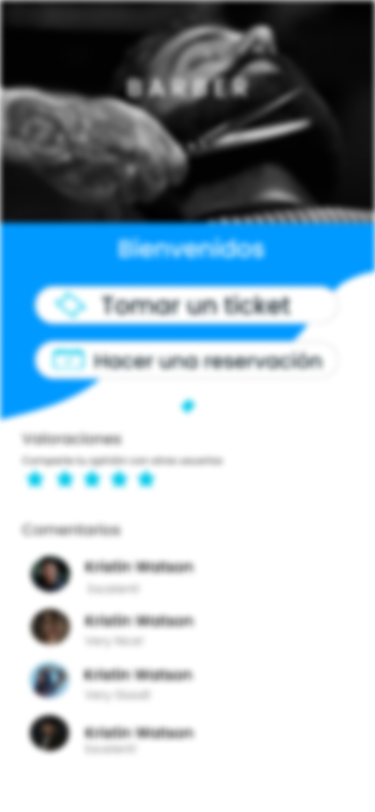 BARBER
Bienvenidos
Tomar un ticket
Hacer una reservación
Valoraciones
Comparte tu opinión con otros usuarios
Comentarios
Kristin Watson
Excelent!
Kristin Watson
Very Nice!
Kristin Watson
Very Good!
Kristin Watson
Excelent!